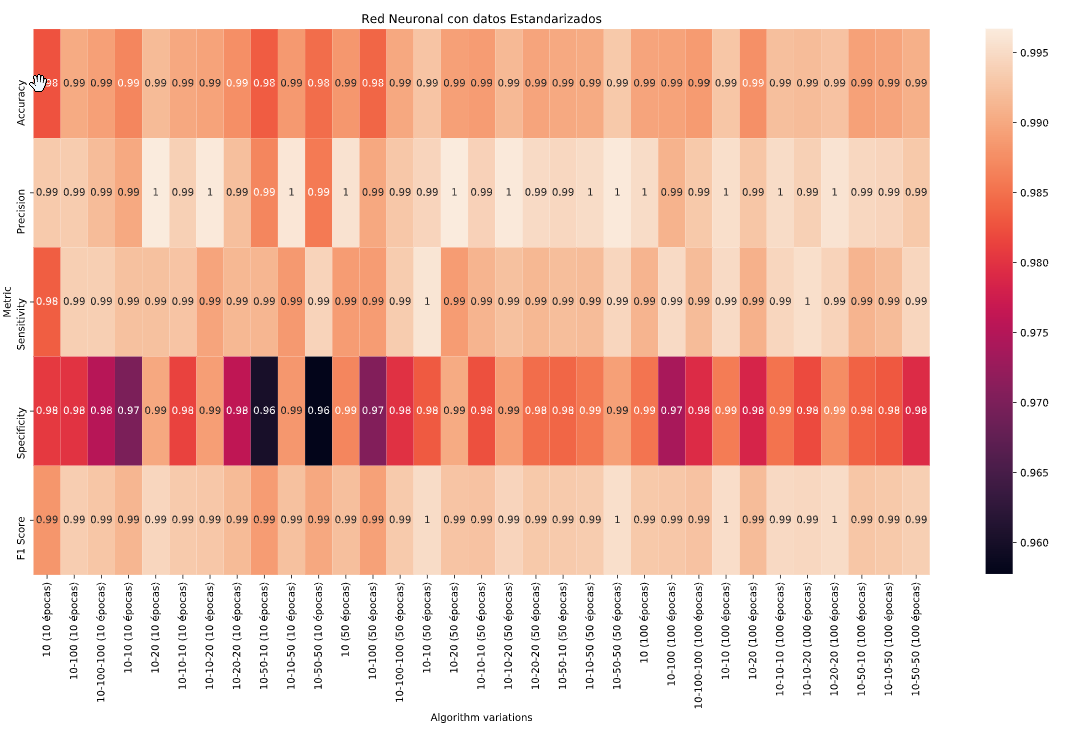 Red Neuronal con datos Estandarizados
Metric
Accuracy
98 0.99 0.99 0.99 0.99 0.99 0.99 0.99 0.98 0.99 0.98 0.99 0.98 0.99 0.99 0.99 0.99 0.99 0.99 0.99 0.99 0.99 0.99 0.99 0.99 0.99 0.99 0.99 0.99 0.99 0.99 0.99 0.99
Precision
0.99 0.99 0.99 0.99 1 0.99 1 0.99 0.99 1 0.99 1 0.99 0.99 0.99 1 0.99 1 0.99 0.99 1 1 1 0.99 0.99 1 0.99 1 0.99 1 0.99 0.99 0.99
Sensitivity
0.98 0.99 0.99 0.99 0.99 0.99 0.99 0.99 0.99 0.99 0.99 0.99 0.99 0.99 1 0.99 0.99 0.99 0.99 0.99 0.99 0.99 0.99 0.99 0.99 0.99 0.99 0.99 1 0.99 0.99 0.99 0.99
Specificity
0.98 0.98 0.98 0.97 0.99 0.98 0.99 0.98 0.96 0.99 0.96 0.99 0.97 0.98 0.98 0.99 0.98 0.99 0.98 0.98 0.99 0.99 0.99 0.97 0.98 0.99 0.98 0.99 0.98 0.99 0.98 0.98 0.98
F1 Score
0.99 0.99 0.99 0.99 0.99 0.99 0.99 0.99 0.99 0.99 0.99 0.99 0.99 0.99 1 0.99 0.99 0.99 0.99 0.99 0.99 1 0.99 0.99 0.99 1 0.99 0.99 0.99 1 0.99 0.99 0.99
10 (10 épocas)
10-100 (10 épocas)
10-100-100 (10 épocas)
10-10 (10 épocas)
10-20 (10 épocas)
10-10-10 (10 épocas)
10-10-20 (10 épocas)
10-20-20 (10 épocas)
10-50-10 (10 épocas)
10-10-50 (10 épocas)
10-50-50 (10 épocas)
10 (50 épocas)
10-100 (50 épocas)
10-100-100 (50 épocas)
10-10 (50 épocas)
10-20 (50 épocas)
10-10-10 (50 épocas)
10-10-20 (50 épocas)
10-20-20 (50 épocas)
10-50-10 (50 épocas)
10-10-50 (50 épocas)
10-50-50 (50 épocas)
10 (100 épocas)
10-100 (100 épocas)
10-100-100 (100 épocas)
10-10 (100 épocas)
10-20 (100 épocas)
10-10-10 (100 épocas)
10-10-20 (100 épocas)
10-20-20 (100 épocas)
10-50-10 (100 épocas)
10-10-50 (100 épocas)
10-50-50 (100 épocas)
Algorithm variations
0.995
0.990
0.985
0.980
0.975
0.970
0.965
0.960